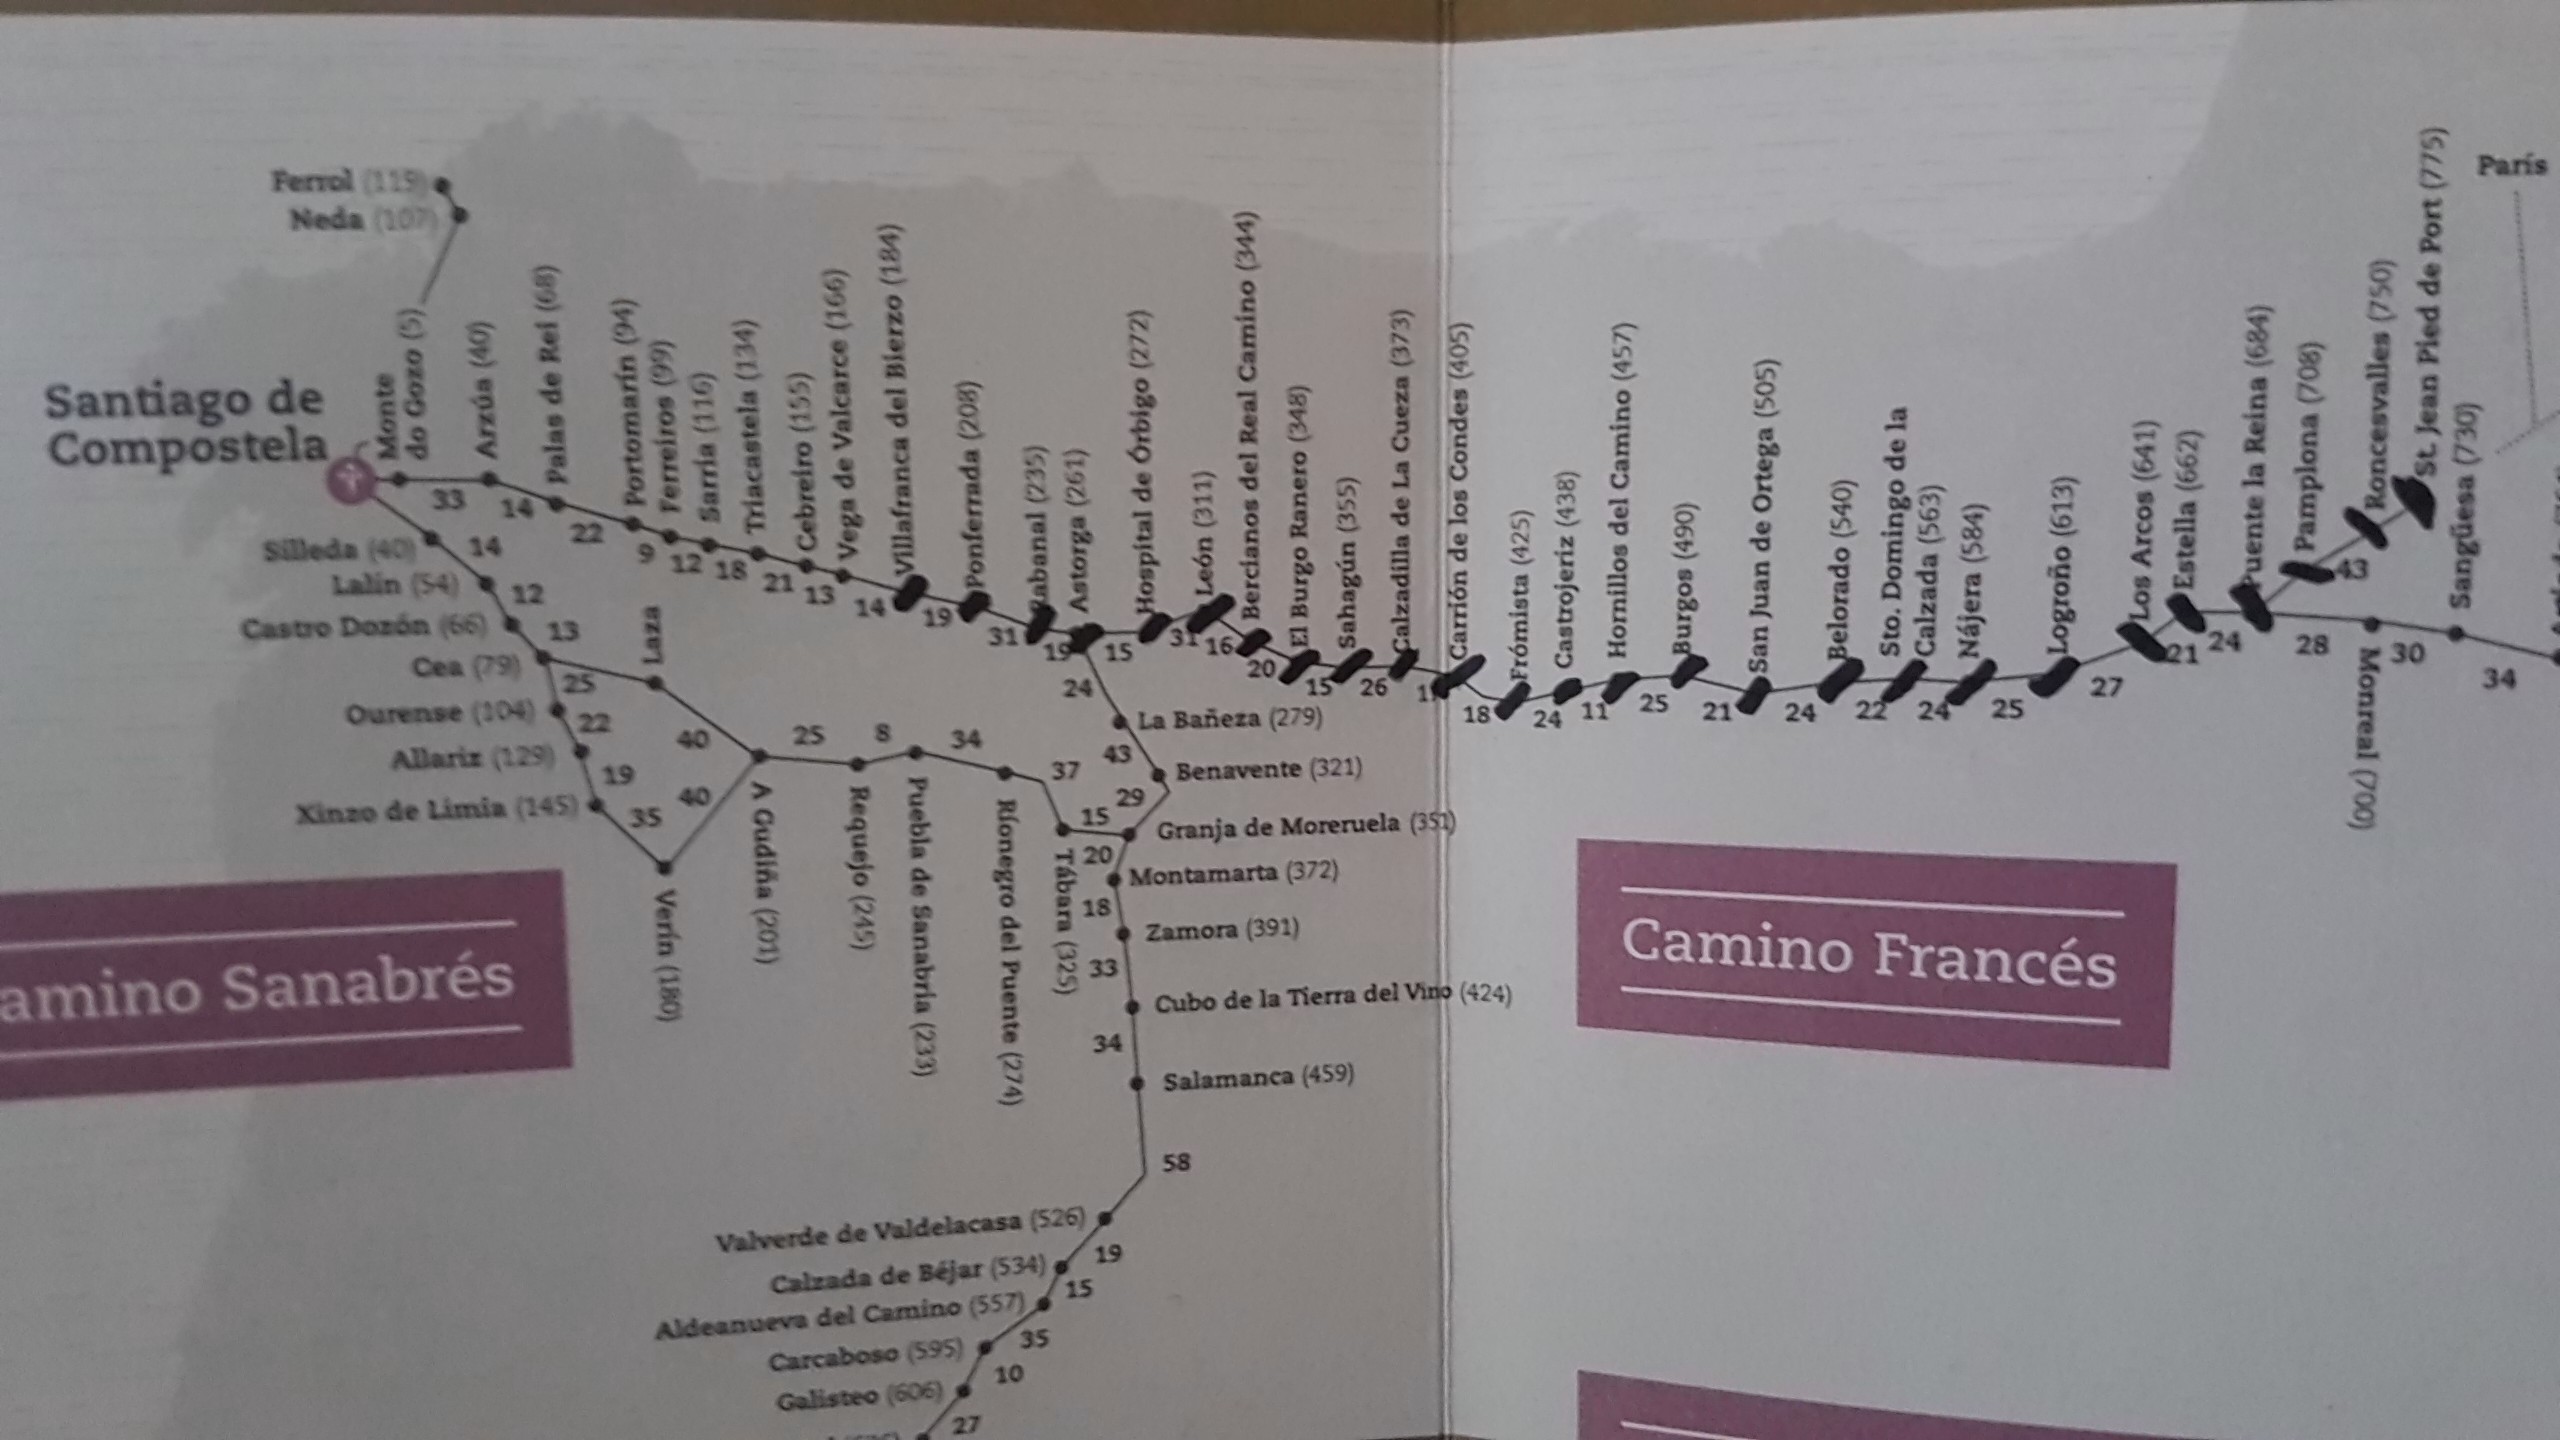 Ferrol (119)
Neda (107)
Santiago de
Compostela
Monte
do Gozo (5)
Arzúa (40)
Palas de Rei (68)
Portomarín (94)
Ferreiros (99)
Sarria (116)
Triacastela (134)
Cebreiro (155)
Vega de Valcarce (166)
Villafranca del Bierzo (184)
Ponferrada (208)
Rabanal (235)
Astorga (261)
Hospital de Órbigo (272)
León (311)
Bercianos del Real Camino (344)
El Burgo Ranero (348)
Sahagún (355)
Calzadilla de La Cueza (373)
Carrión de los Condes (405)
Frómista (425)
Castrojeriz (438)
Hornillos del Camino (457)
Burgos (490)
San Juan de Ortega (505)
Belorado (540)
Sto. Domingo de la
Calzada (563)
Nájera (584)
Logroño (613)
Los Arcos (641)
Estella (662)
Puente la Reina (684)
Pamplona (708)
Roncesvalles (750)
St. Jean Pied de Port (775)
París
Sangüesa (730)
Monreal (700)
33
14
22
9
12
18
21
13
14
19
31
19
15
31
16
20
15
26
18
24
11
25
21
24
22
24
25
27
21
24
43
28
30
34
Silleda (40)
14
Lalín (54)
12
Castro Dozón (66)
13
Cea (79)
25
Laza
Ourense (104)
22
Allariz (129)
19
Xinzo de Limia (145)
35
40
40
Verín (180)
A Gudiña (201)
25
Requejo (245)
8
Puebla de Sanabria (233)
34
Ríonegro del Puente (274)
37
Tábara (325)
15
24
La Bañeza (279)
43
Benavente (321)
29
Granja de Moreruela (351)
20
Montamarta (372)
18
Zamora (391)
33
Cubo de la Tierra del Vino (424)
34
Salamanca (459)
58
Valverde de Valdelacasa (526)
19
Calzada de Béjar (534)
15
Aldeanueva del Camino (557)
35
Carcaboso (595)
10
Galisteo (606)
27
amino Sanabrés
Camino Francés